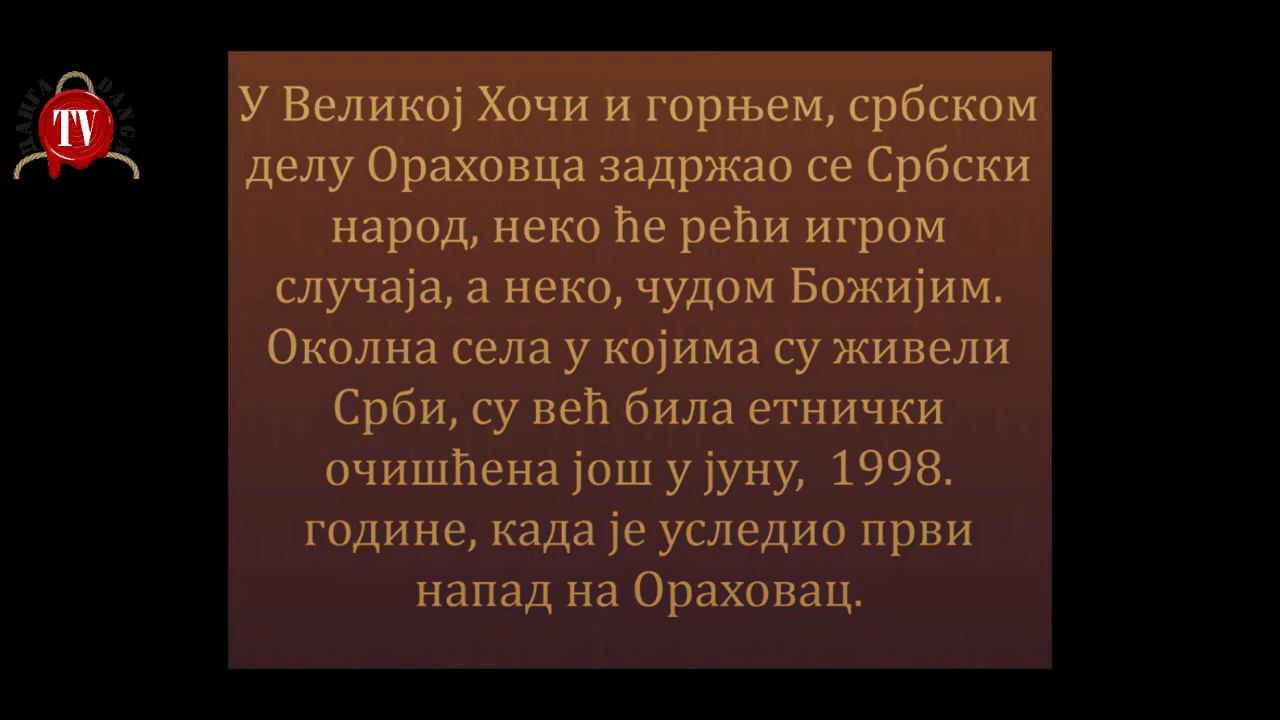 ДАНГА
DANGA
TV
У Великој Хочи и горњем, србском
делу Ораховца задржао се Србски
народ, неко ће рећи игром
случаја, а неко, чудом Божијим.
Околна села у којима су живели
Срби, су већ била етнички
очишћена још у јуну,  1998.
године, када је уследио први
напад на Ораховац.